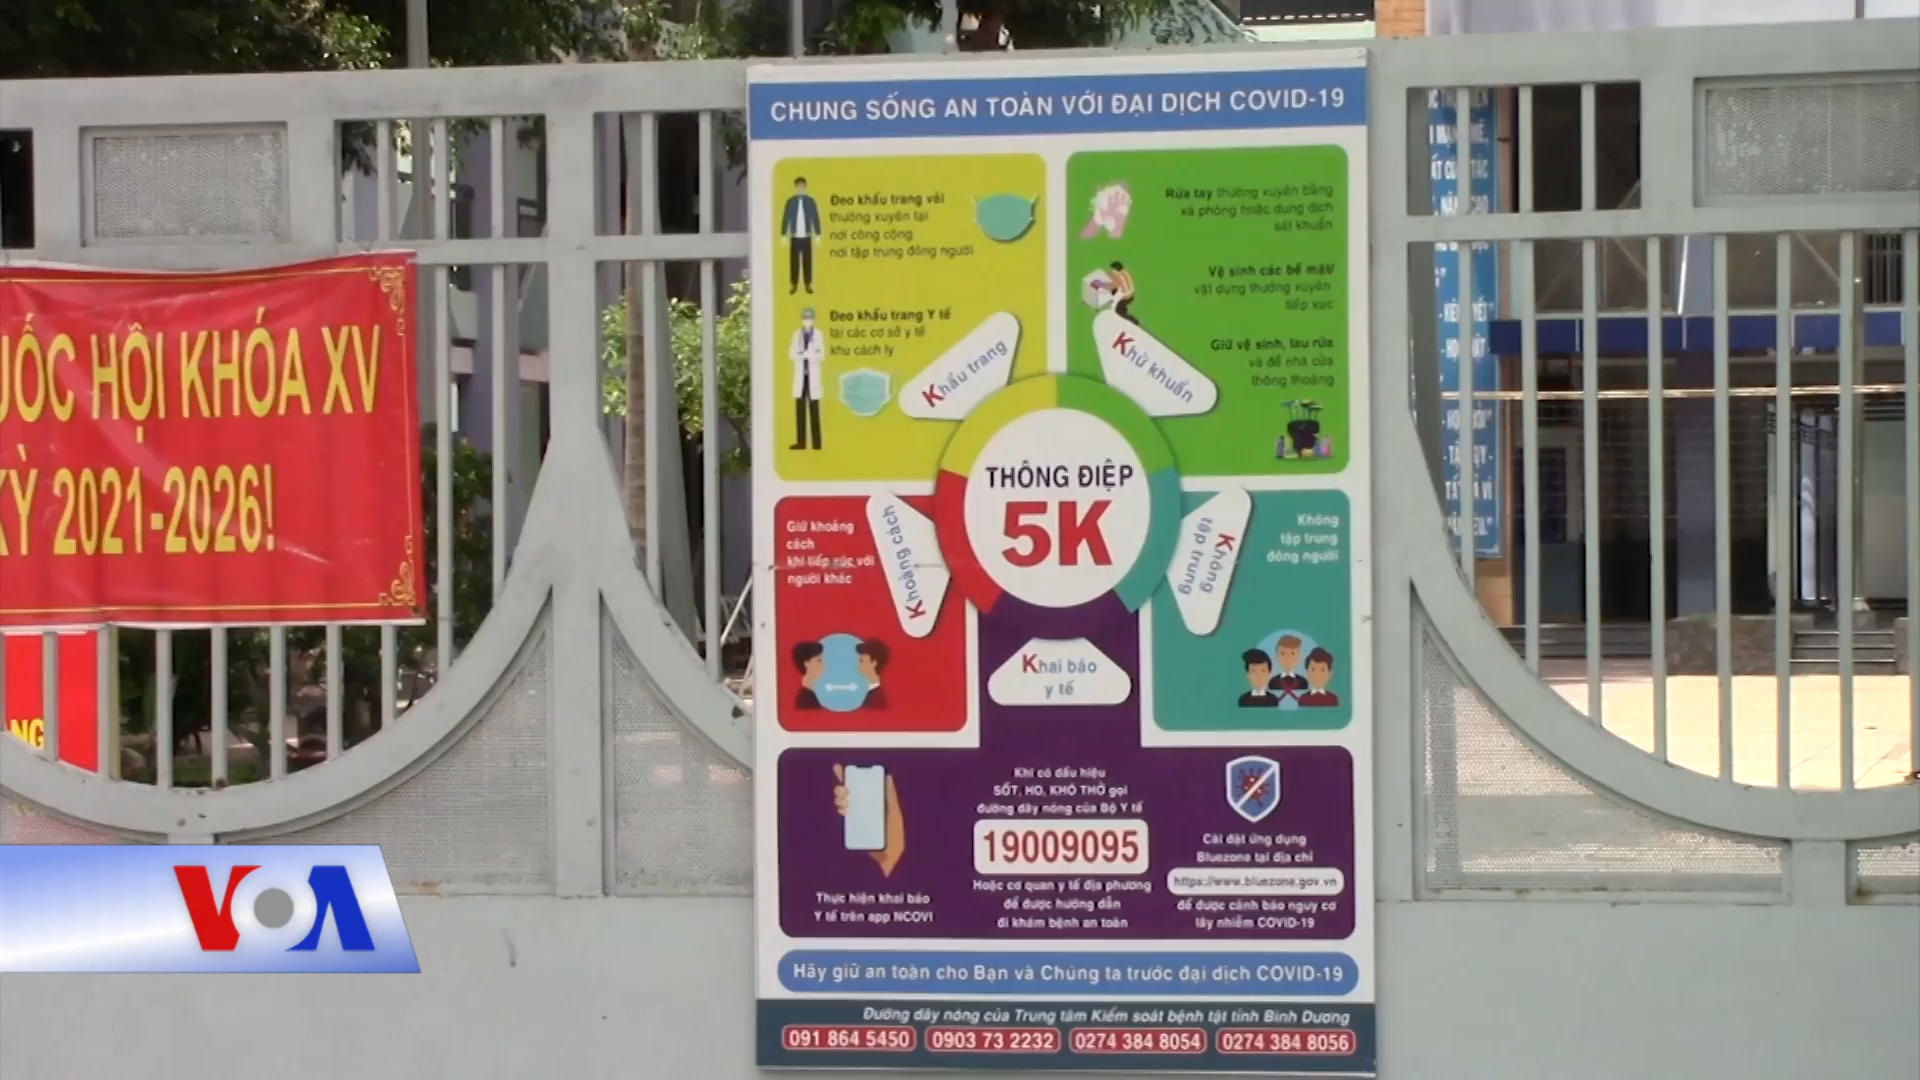 CHUNG SỐNG AN TOÀN VỚI ĐẠI DỊCH COVID-19
Đeo khẩu trang vải
thường xuyên tại
nơi công cộng
nơi tập trung đông người
Đeo khẩu trang Y tế
tại các cơ sở y tế
khu cách ly
Khẩu trang
Rửa tay thường xuyên bằng
xà phòng hoặc dung dịch
sát khuẩn
Vệ sinh các bề mặt/
vật dụng thường xuyên
tiếp xúc
Giữ vệ sinh, lau rửa
và để nhà cửa
thông thoáng
Khử khuẩn
THÔNG ĐIỆP
5K
Giữ khoảng
cách
khi tiếp xúc với
người khác
Khoảng cách
Không
tập trung
Không
tập trung
đông người
Khai báo
y tế
Thực hiện khai báo
Y tế trên app NCOVI
Khi có dấu hiệu
SỐT, HO, KHÓ THỞ gọi
đường dây nóng của Bộ Y tế
19009095
Hoặc cơ quan y tế địa phương
để được hướng dẫn
đi khám bệnh an toàn
Cài đặt ứng dụng
Bluezone tại địa chỉ
https://www.bluezone.gov.vn
để được cảnh báo nguy cơ
lây nhiễm COVID-19
Hãy giữ an toàn cho Bạn và Chúng ta trước đại dịch COVID-19
Đường dây nóng của Trung tâm Kiểm soát bệnh tật tỉnh Bình Dương
091 864 5450 0903 73 2232 0274 384 8054 0274 384 8056
UỐC HỘI KHÓA XV
KỲ 2021-2026!
NG
VOA